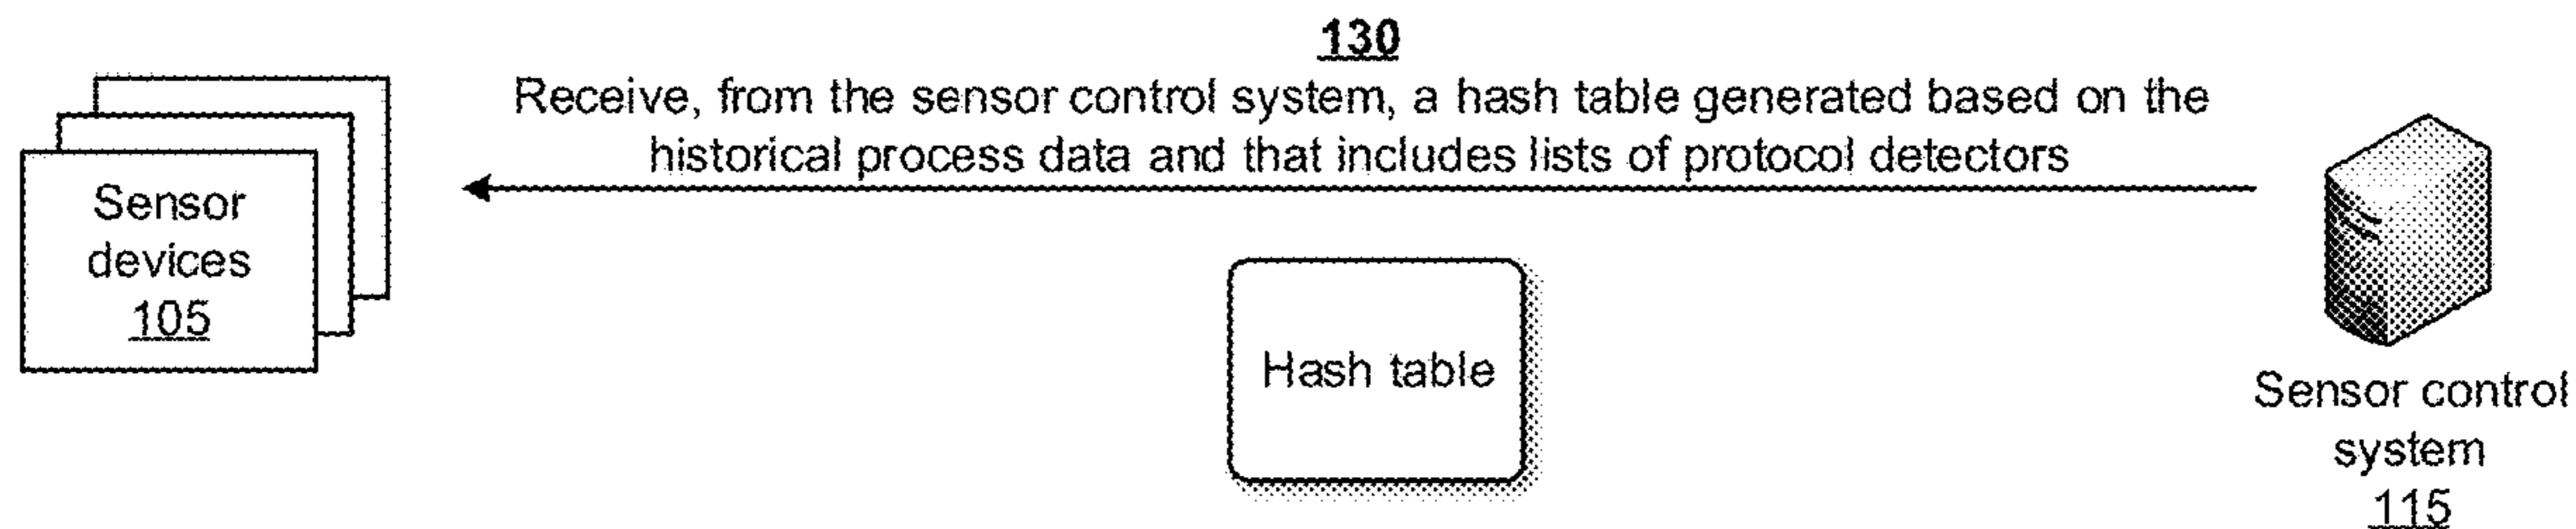 130
Receive, from the sensor control system, a hash table generated based on the
historical process data and that includes lists of protocol detectors
Sensor
devices
105
Hash table
Sensor control
system
115